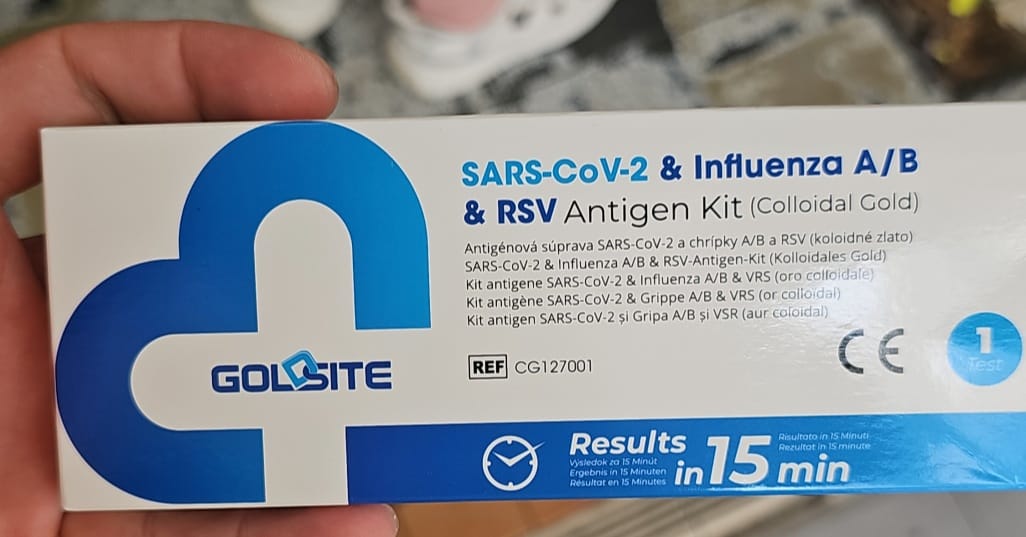 SARS-CoV-2 & Influenza A/B
& RSV Antigen Kit (Colloidal Gold)
Antigénová súprava SARS-CoV-2 a chrípky A/B a RSV (koloidné zlato)
SARS-CoV-2 & Influenza A/B & RSV-Antigen-Kit (Kolloidales Gold)
Kit antigene SARS-CoV-2 & Influenza A/B & VRS (oro colloidale)
Kit antigène SARS-CoV-2 & Grippe A/B & VRS (or colloïdal)
Kit antigen SARS-CoV-2 și Gripa A/B și VSR (aur coloidal)
GOLDSITE
REF CG127001
CE
1
Test
Results
Výsledok za 15 Minút
Ergebnis in 15 Minuten
Résultat en 15 Minutes
in 15 min
Risultato in 15 Minuti
Rezultat in 15 minute